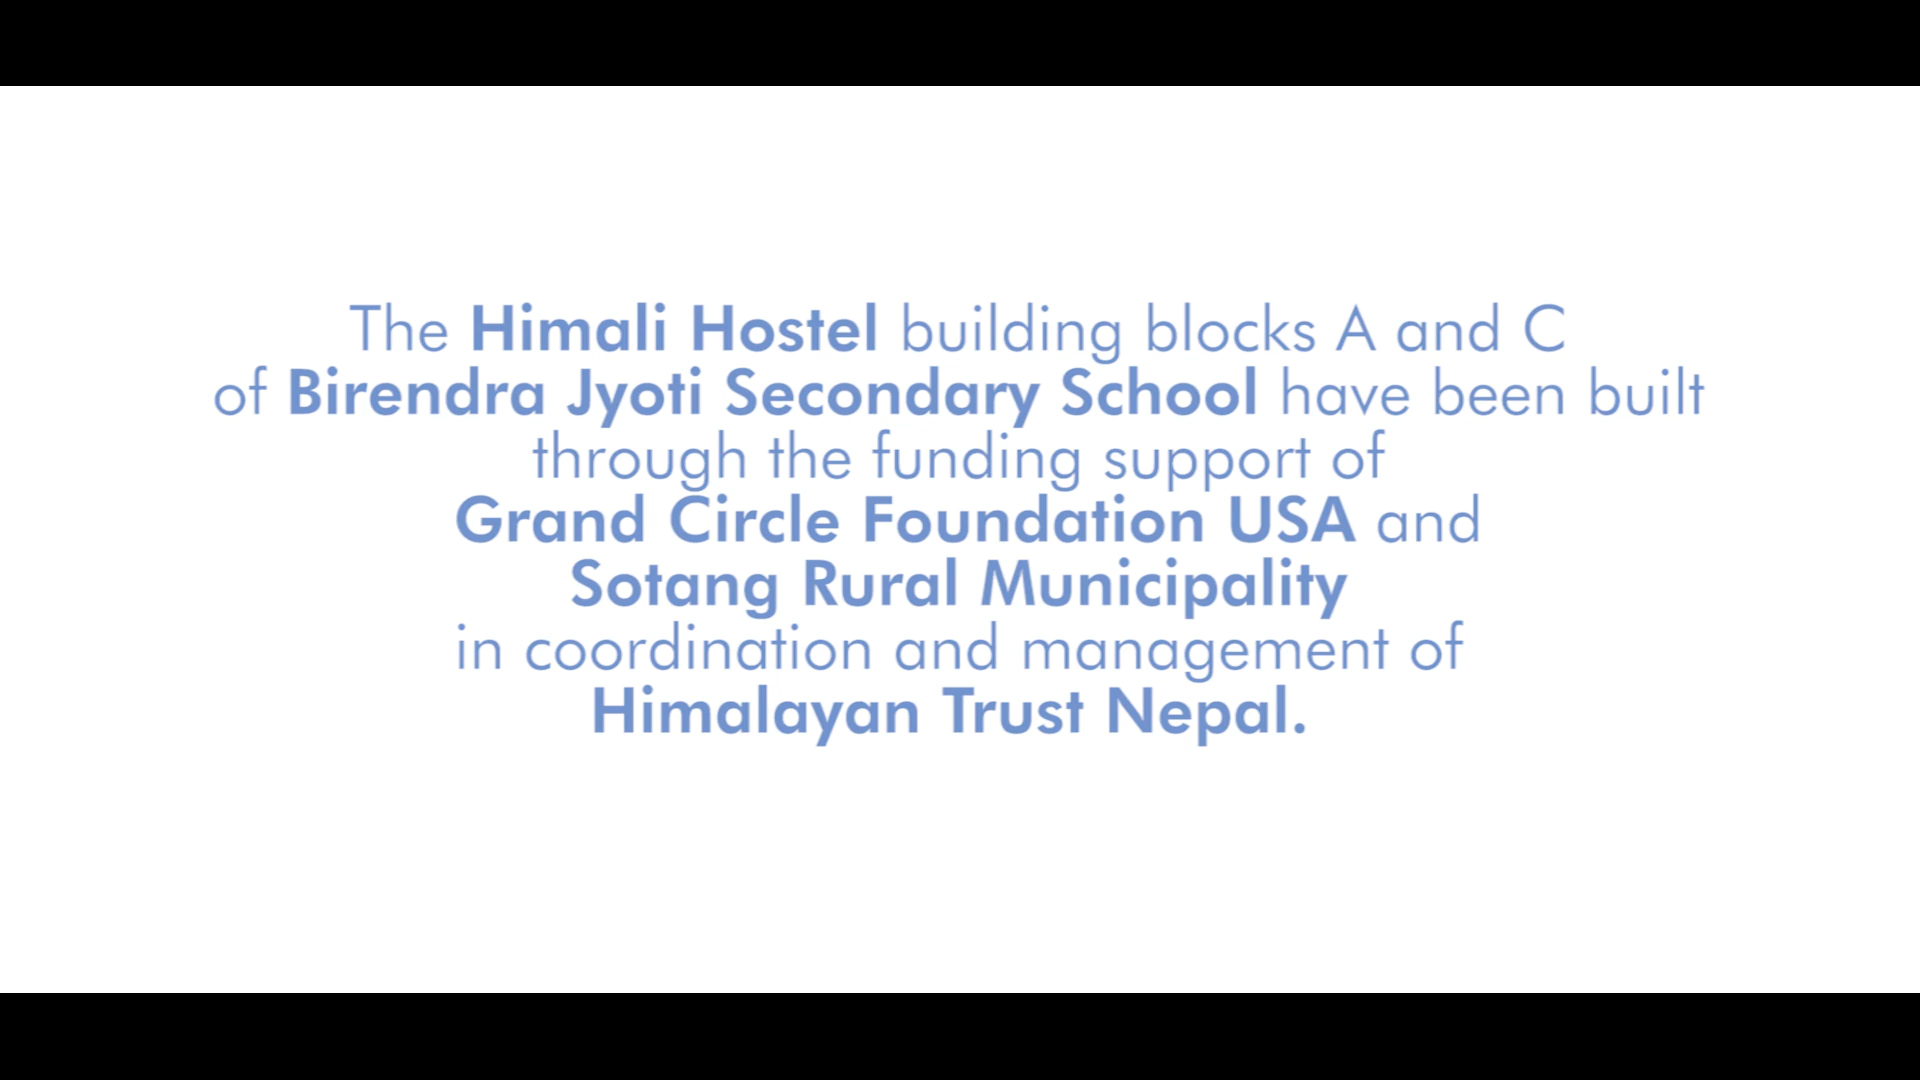 The Himali Hostel building blocks A and C
of Birendra Jyoti Secondary School have been built
through the funding support of
Grand Circle Foundation USA and
Sotang Rural Municipality
in coordination and management of
Himalayan Trust Nepal.